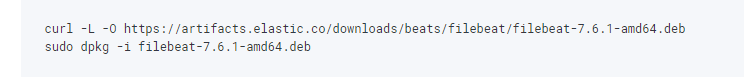 curl -L -O https://artifacts.elastic.co/downloads/beats/filebeat/filebeat-7.6.1-amd64.deb
sudo dpkg -i filebeat-7.6.1-amd64.deb